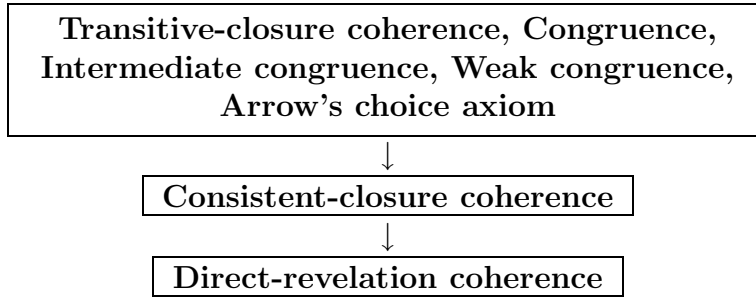 Transitive-closure coherence, Congruence,
Intermediate congruence, Weak congruence,
Arrow's choice axiom
↓
Consistent-closure coherence
↓
Direct-revelation coherence